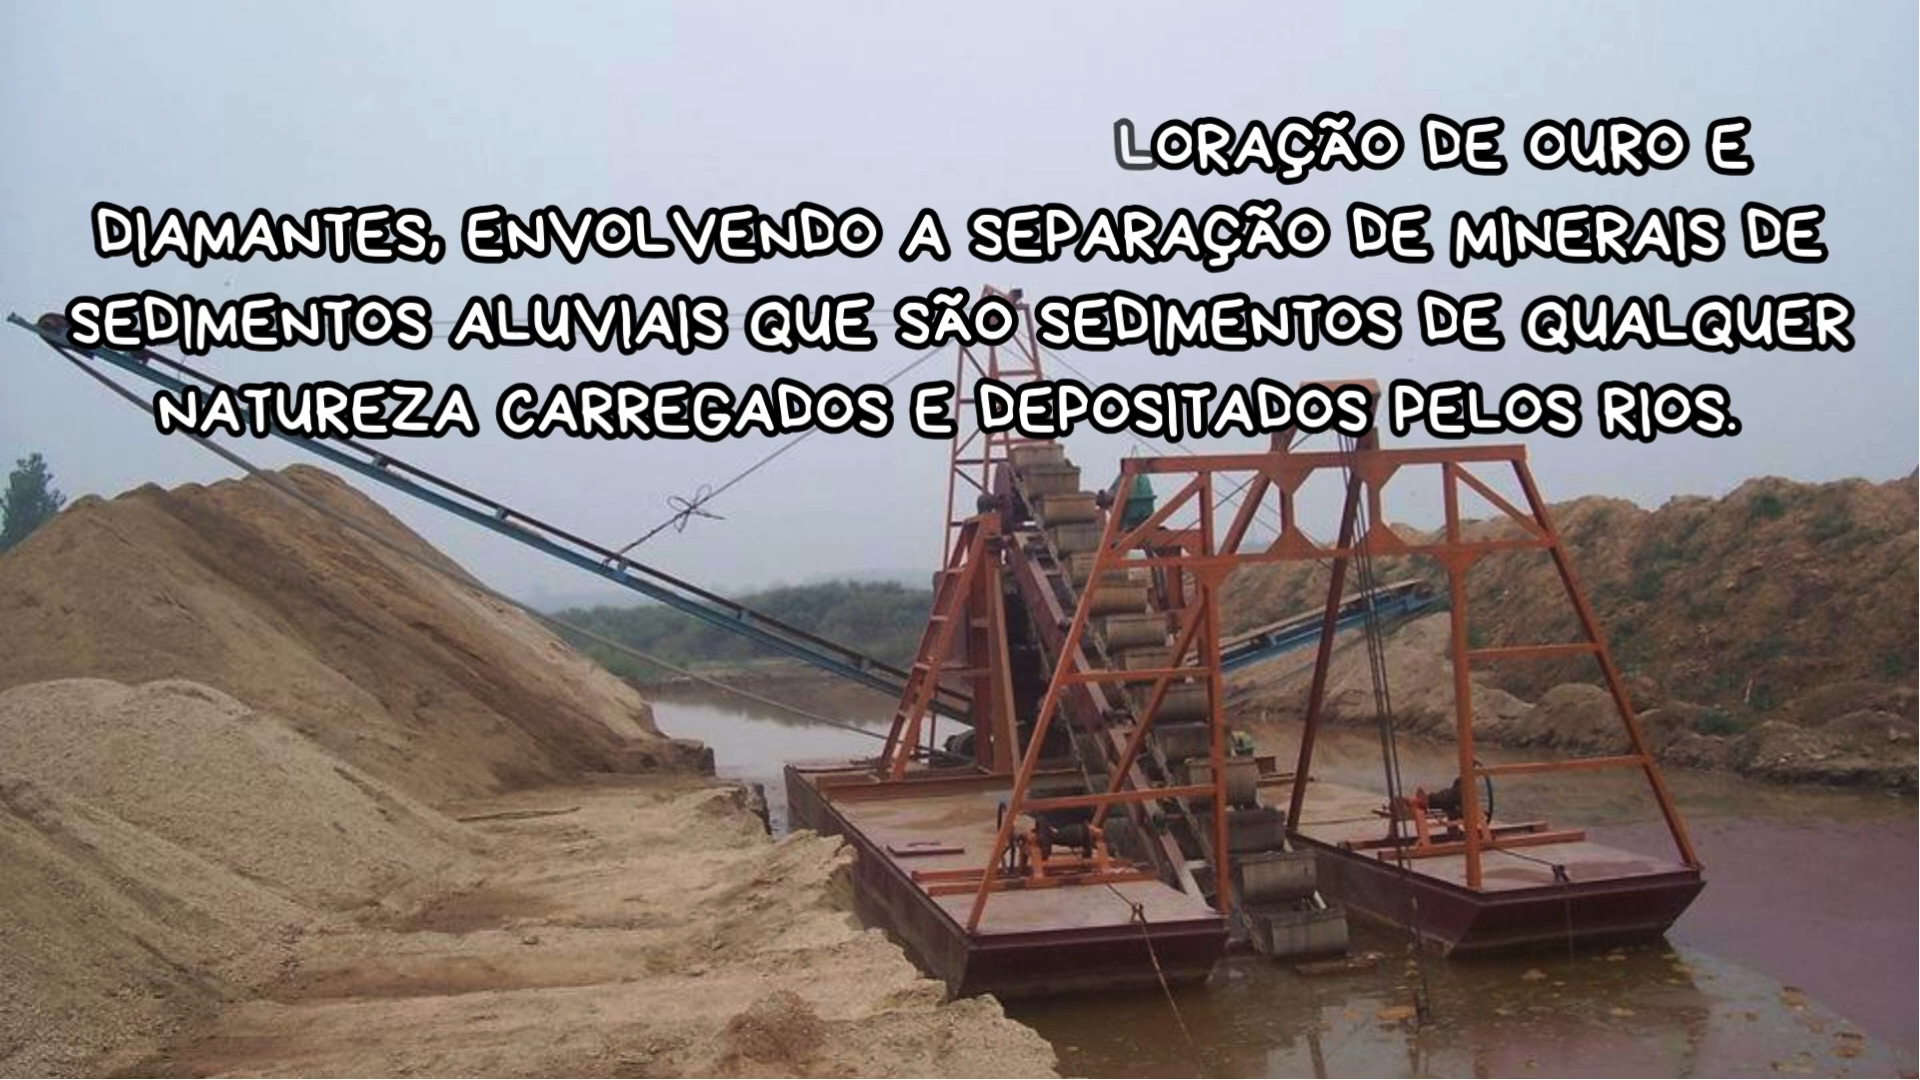 LORAÇÃO DE OURO E
DIAMANTES, ENVOLVENDO A SEPARAÇÃO DE MINERAIS DE
SEDIMENTOS ALUVIAIS QUE SÃO SEDIMENTOS DE QUALQUER
NATUREZA CARREGADOS E DEPOSITADOS PELOS RIOS.